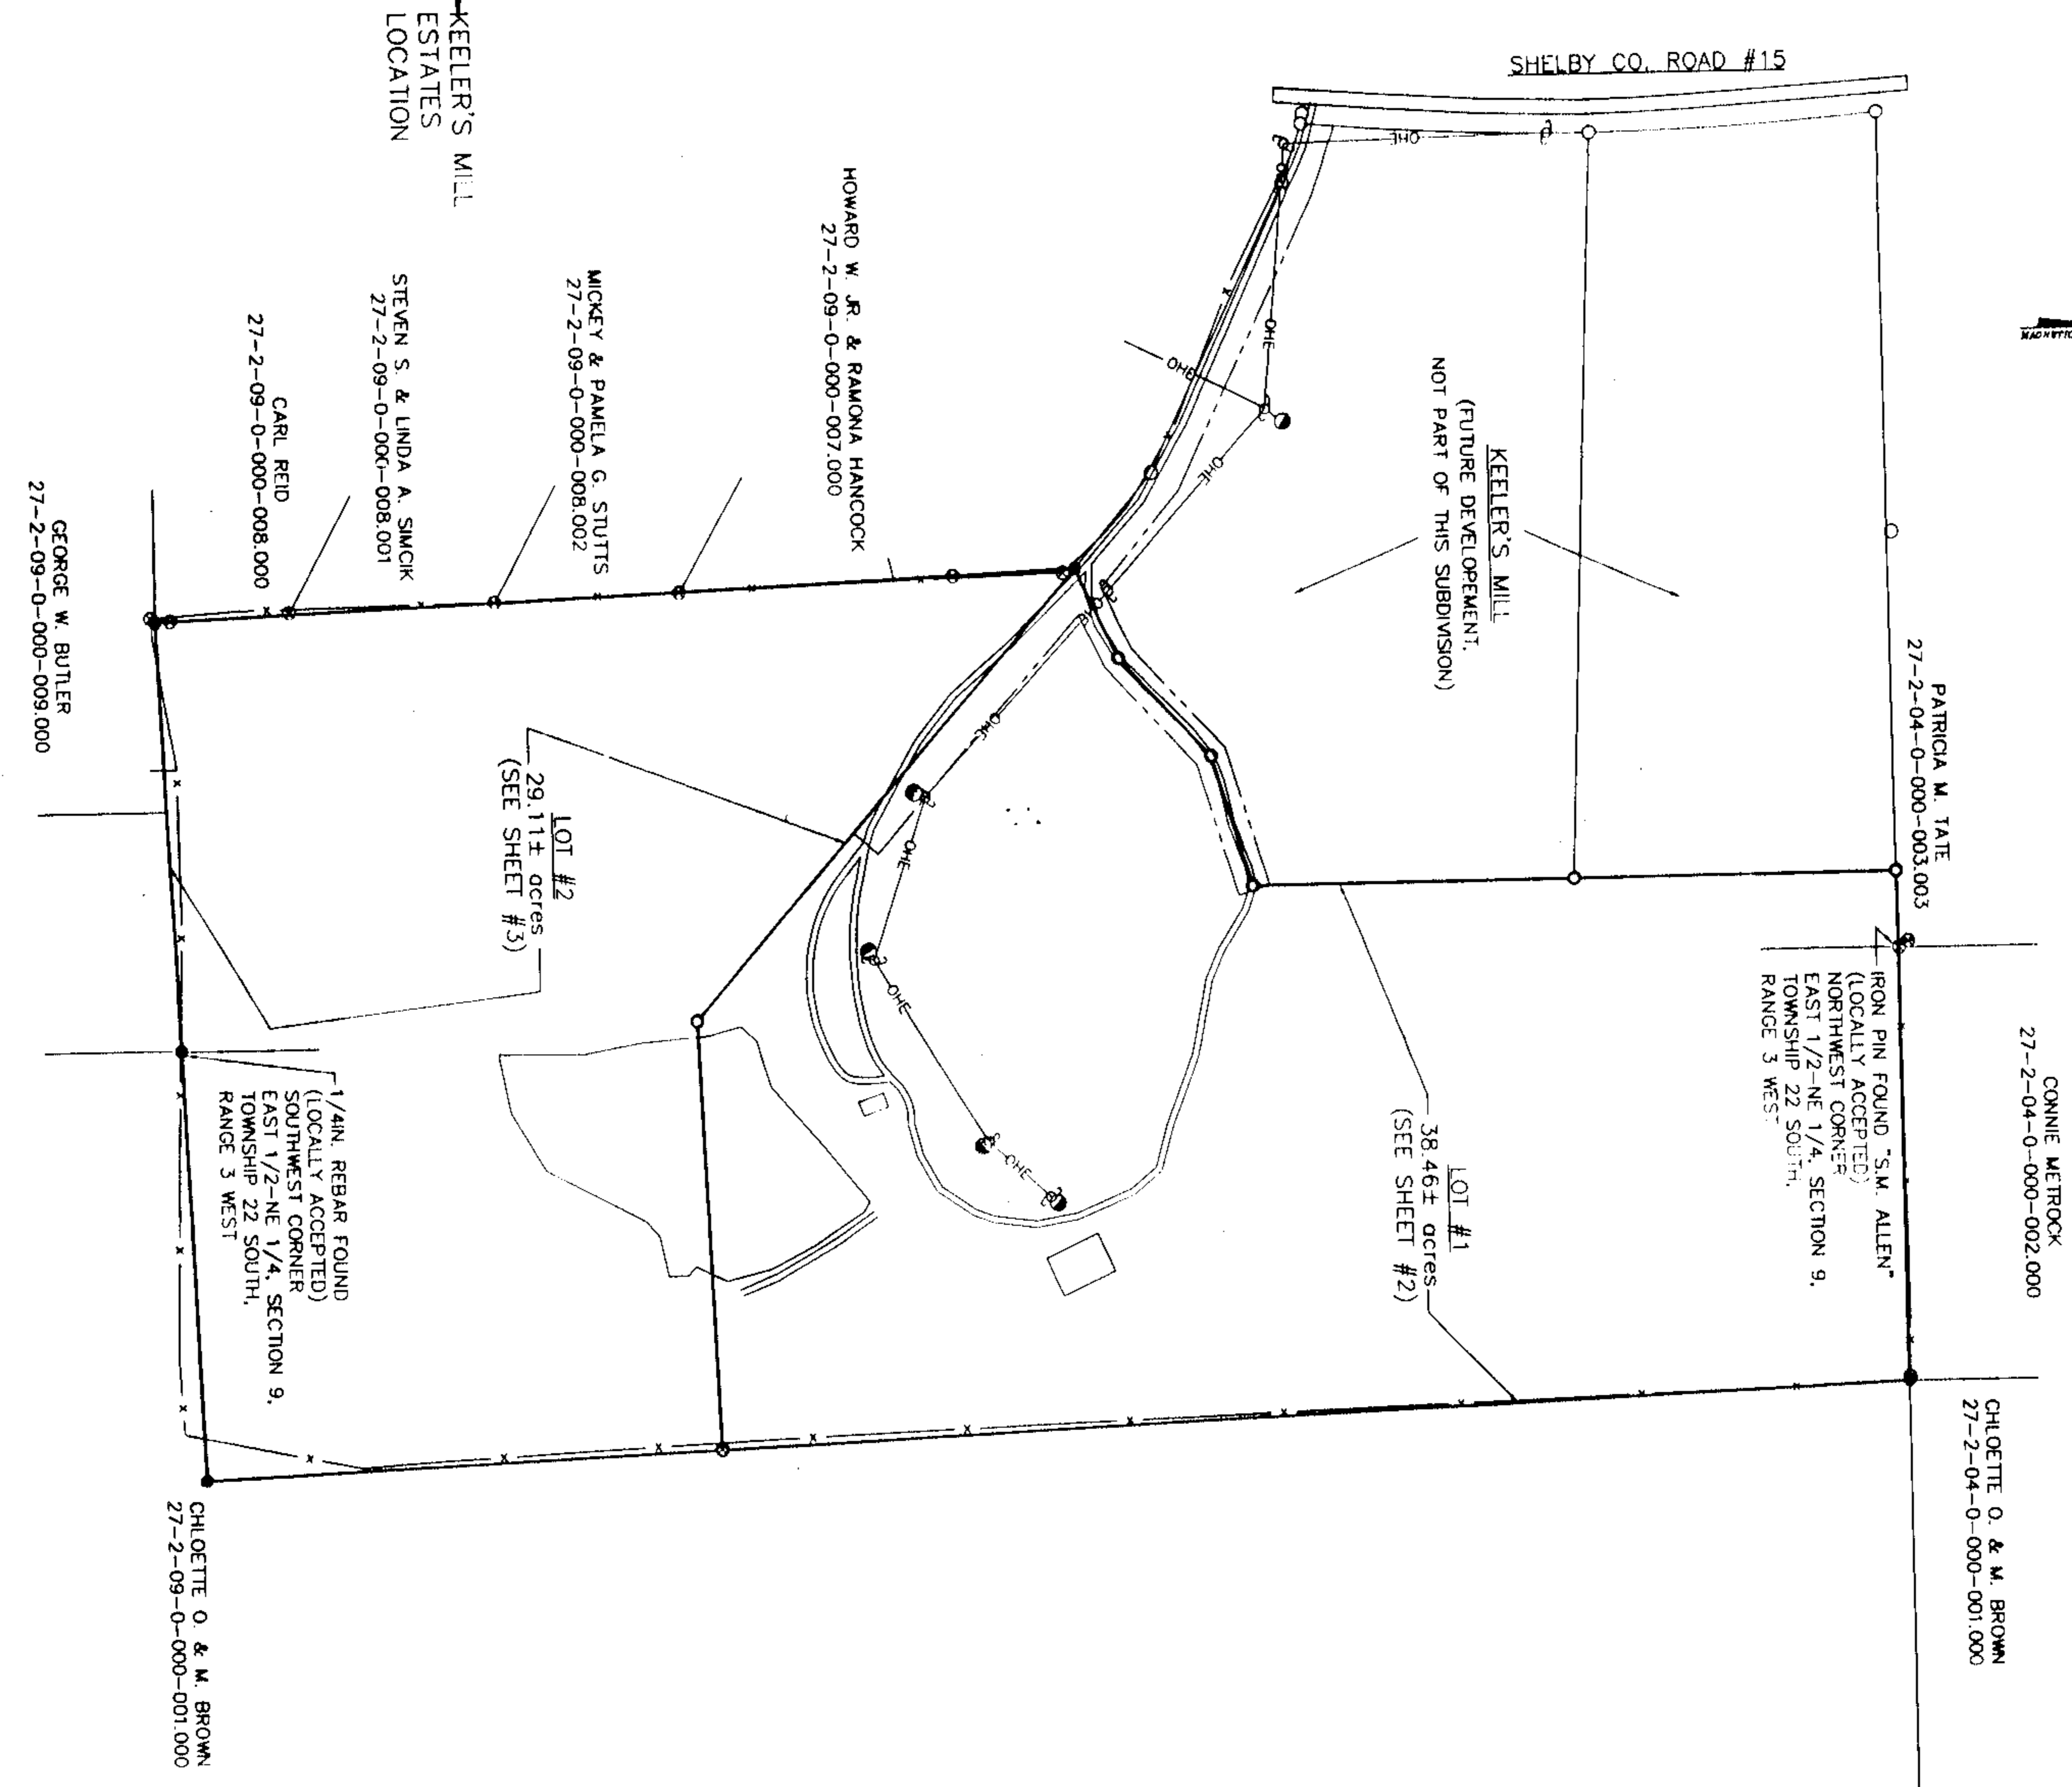 SHELBY CO. ROAD #15
KEELER'S MILL
ESTATES
LOCATION
HOWARD W. JR. & RAMONA HANCOCK
27-2-09-0-000-007.000
MICKEY & PAMELA G. STUTTS
27-2-09-0-000-008.002
STEVEN S. & LINDA A. SIMCIK
27-2-09-0-000-008.001
CARL REID
27-2-09-0-000-008.000
GEORGE W. BUTLER
27-2-09-0-000-009.000
KEELER'S MILL
(FUTURE DEVELOPEMENT,
NOT PART OF THIS SUBDIVISION)
PATRICIA M. TATE
27-2-04-0-000-003.003
LOT #2
29.11± acres
(SEE SHEET #3)
IRON PIN FOUND "S.M. ALLEN"
(LOCALLY ACCEPTED)
NORTHWEST CORNER
EAST 1/2-NE 1/4, SECTION 9,
TOWNSHIP 22 SOUTH,
RANGE 3 WEST
CONNIE METROCK
27-2-04-0-000-002.000
LOT #1
38.46± acres
(SEE SHEET #2)
1/4IN. REBAR FOUND
(LOCALLY ACCEPTED)
SOUTHWEST CORNER
EAST 1/2-NE 1/4, SECTION 9,
TOWNSHIP 22 SOUTH,
RANGE 3 WEST
CHLOETTE O. & M. BROWN
27-2-04-0-000-001.000
CHLOETTE O. & M. BROWN
27-2-09-0-000-001.000
OHE
OHE
OHE
OHE
OHE
OHE
OHE
OHE